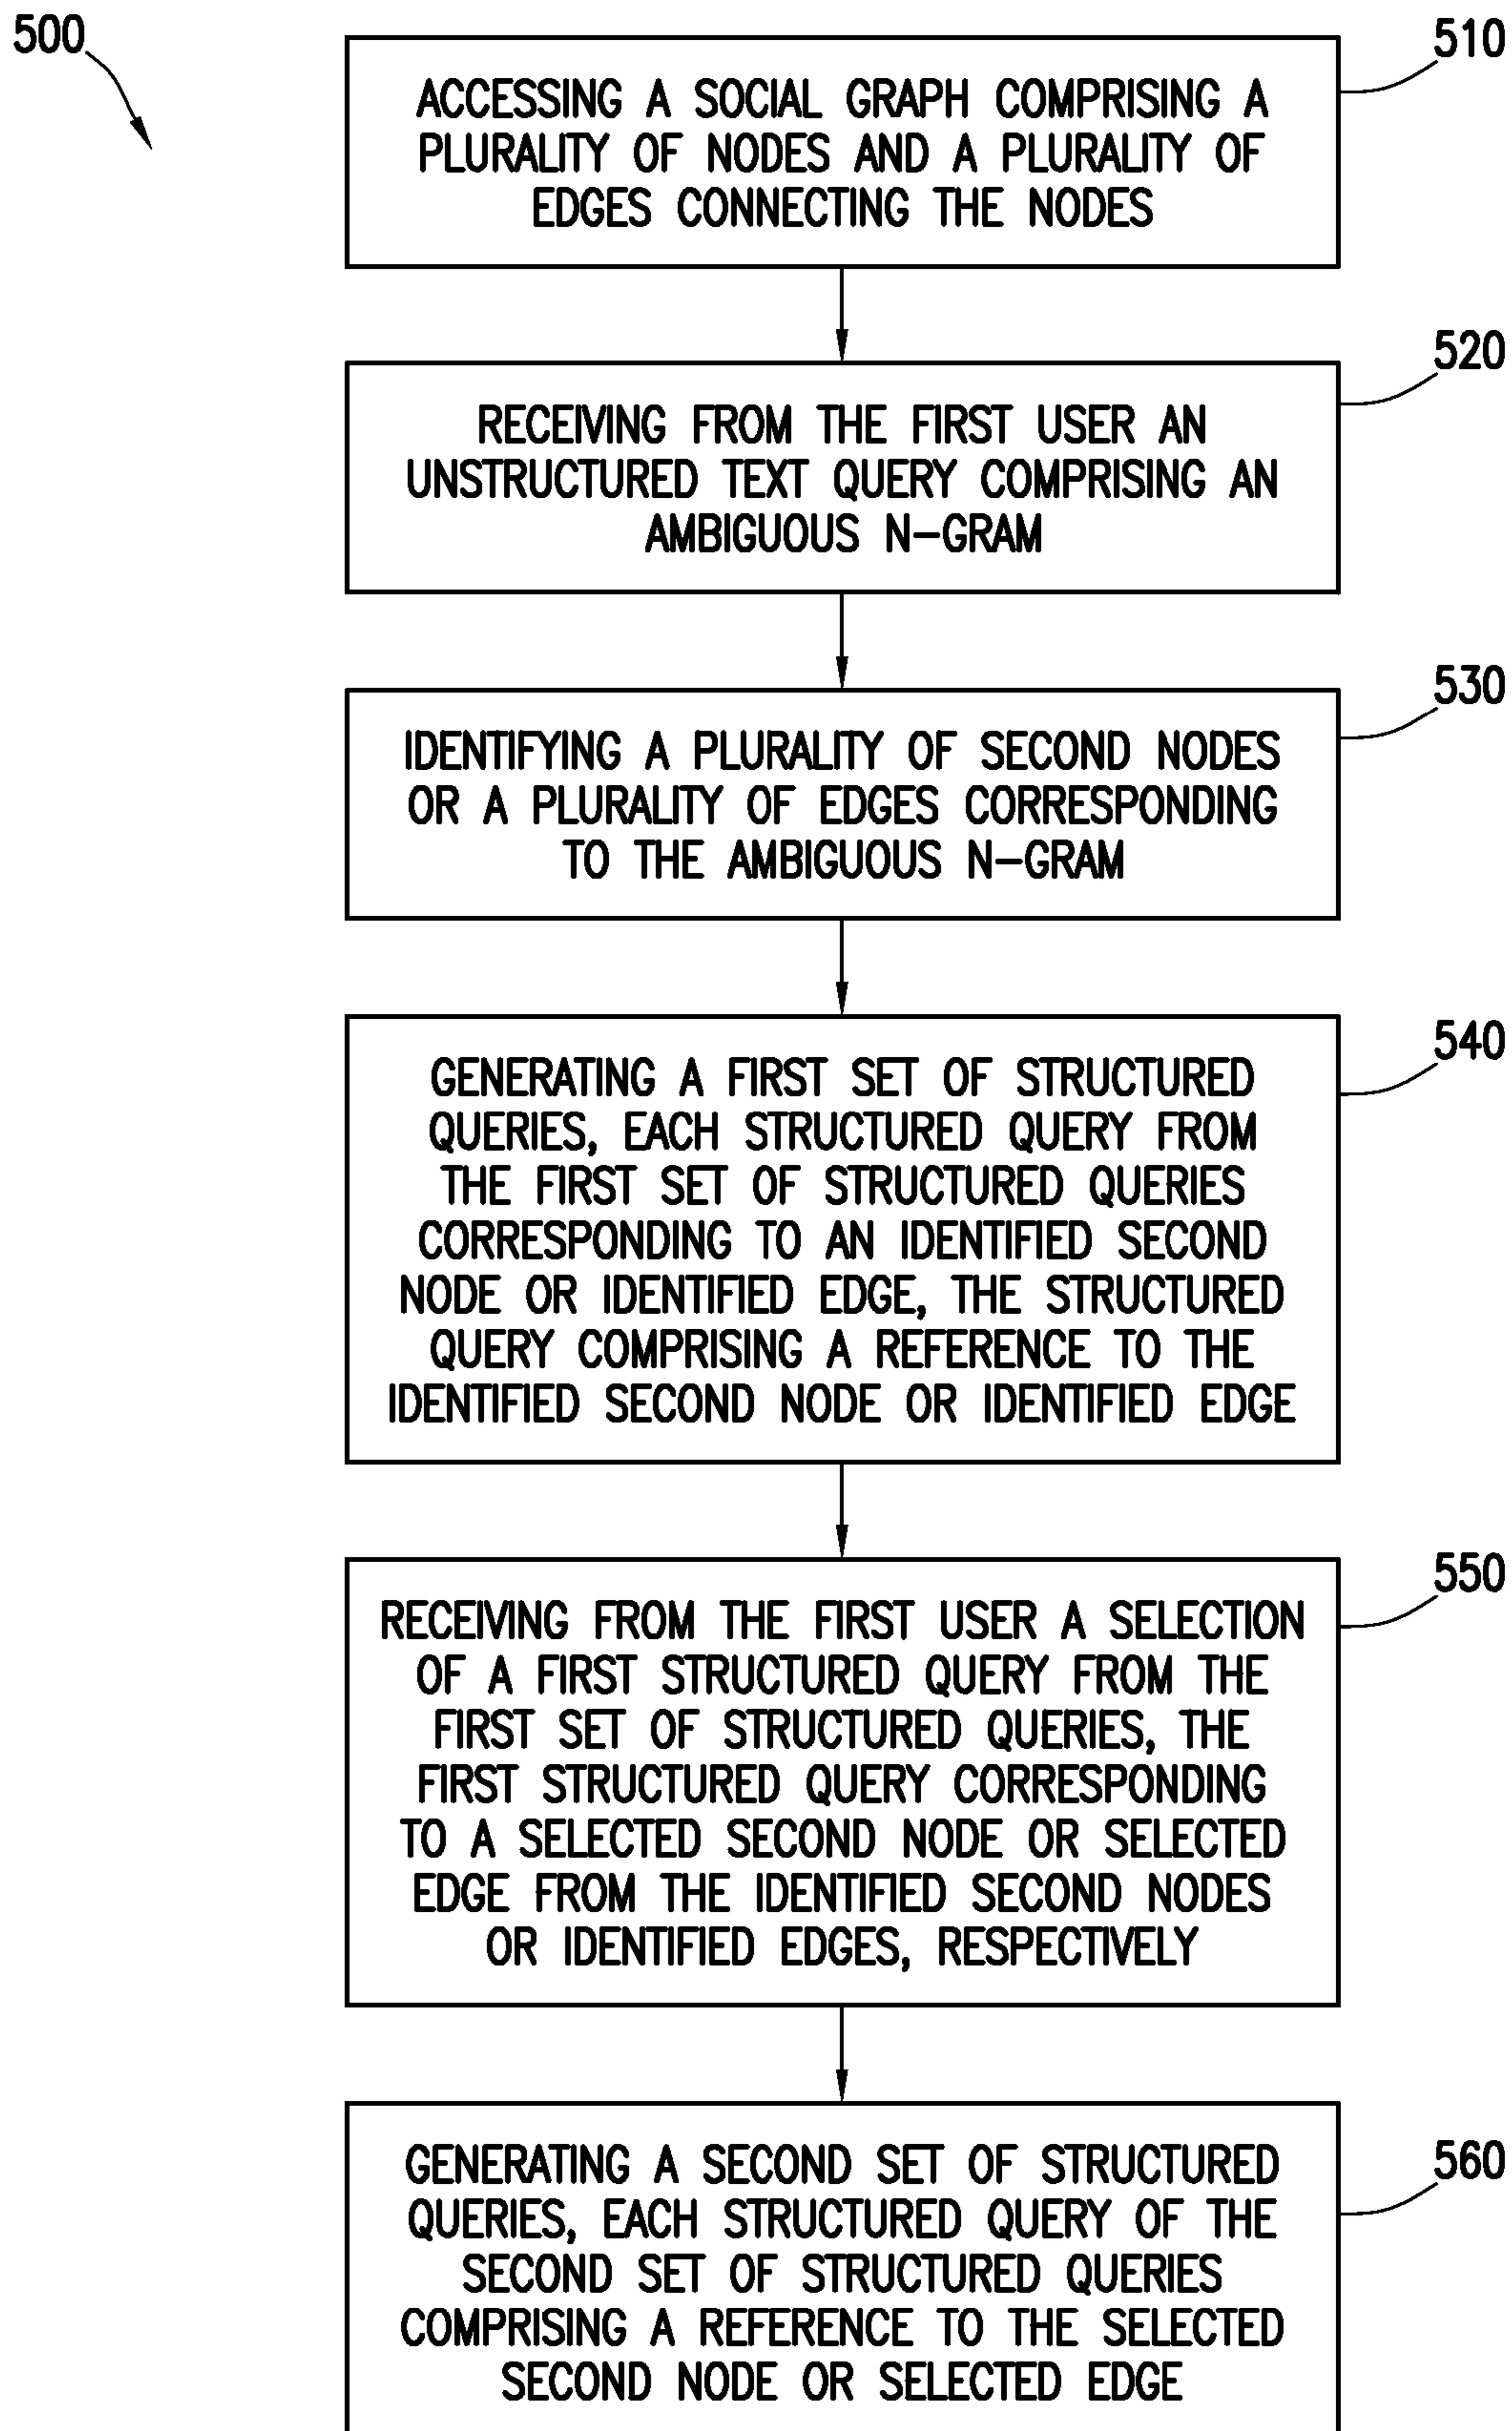 500
510
ACCESSING A SOCIAL GRAPH COMPRISING A
PLURALITY OF NODES AND A PLURALITY OF
EDGES CONNECTING THE NODES
520
RECEIVING FROM THE FIRST USER AN
UNSTRUCTURED TEXT QUERY COMPRISING AN
AMBIGUOUS N-GRAM
530
IDENTIFYING A PLURALITY OF SECOND NODES
OR A PLURALITY OF EDGES CORRESPONDING
TO THE AMBIGUOUS N-GRAM
540
GENERATING A FIRST SET OF STRUCTURED
QUERIES, EACH STRUCTURED QUERY FROM
THE FIRST SET OF STRUCTURED QUERIES
CORRESPONDING TO AN IDENTIFIED SECOND
NODE OR IDENTIFIED EDGE, THE STRUCTURED
QUERY COMPRISING A REFERENCE TO THE
IDENTIFIED SECOND NODE OR IDENTIFIED EDGE
550
RECEIVING FROM THE FIRST USER A SELECTION
OF A FIRST STRUCTURED QUERY FROM THE
FIRST SET OF STRUCTURED QUERIES, THE
FIRST STRUCTURED QUERY CORRESPONDING
TO A SELECTED SECOND NODE OR SELECTED
EDGE FROM THE IDENTIFIED SECOND NODES
OR IDENTIFIED EDGES, RESPECTIVELY
560
GENERATING A SECOND SET OF STRUCTURED
QUERIES, EACH STRUCTURED QUERY OF THE
SECOND SET OF STRUCTURED QUERIES
COMPRISING A REFERENCE TO THE SELECTED
SECOND NODE OR SELECTED EDGE